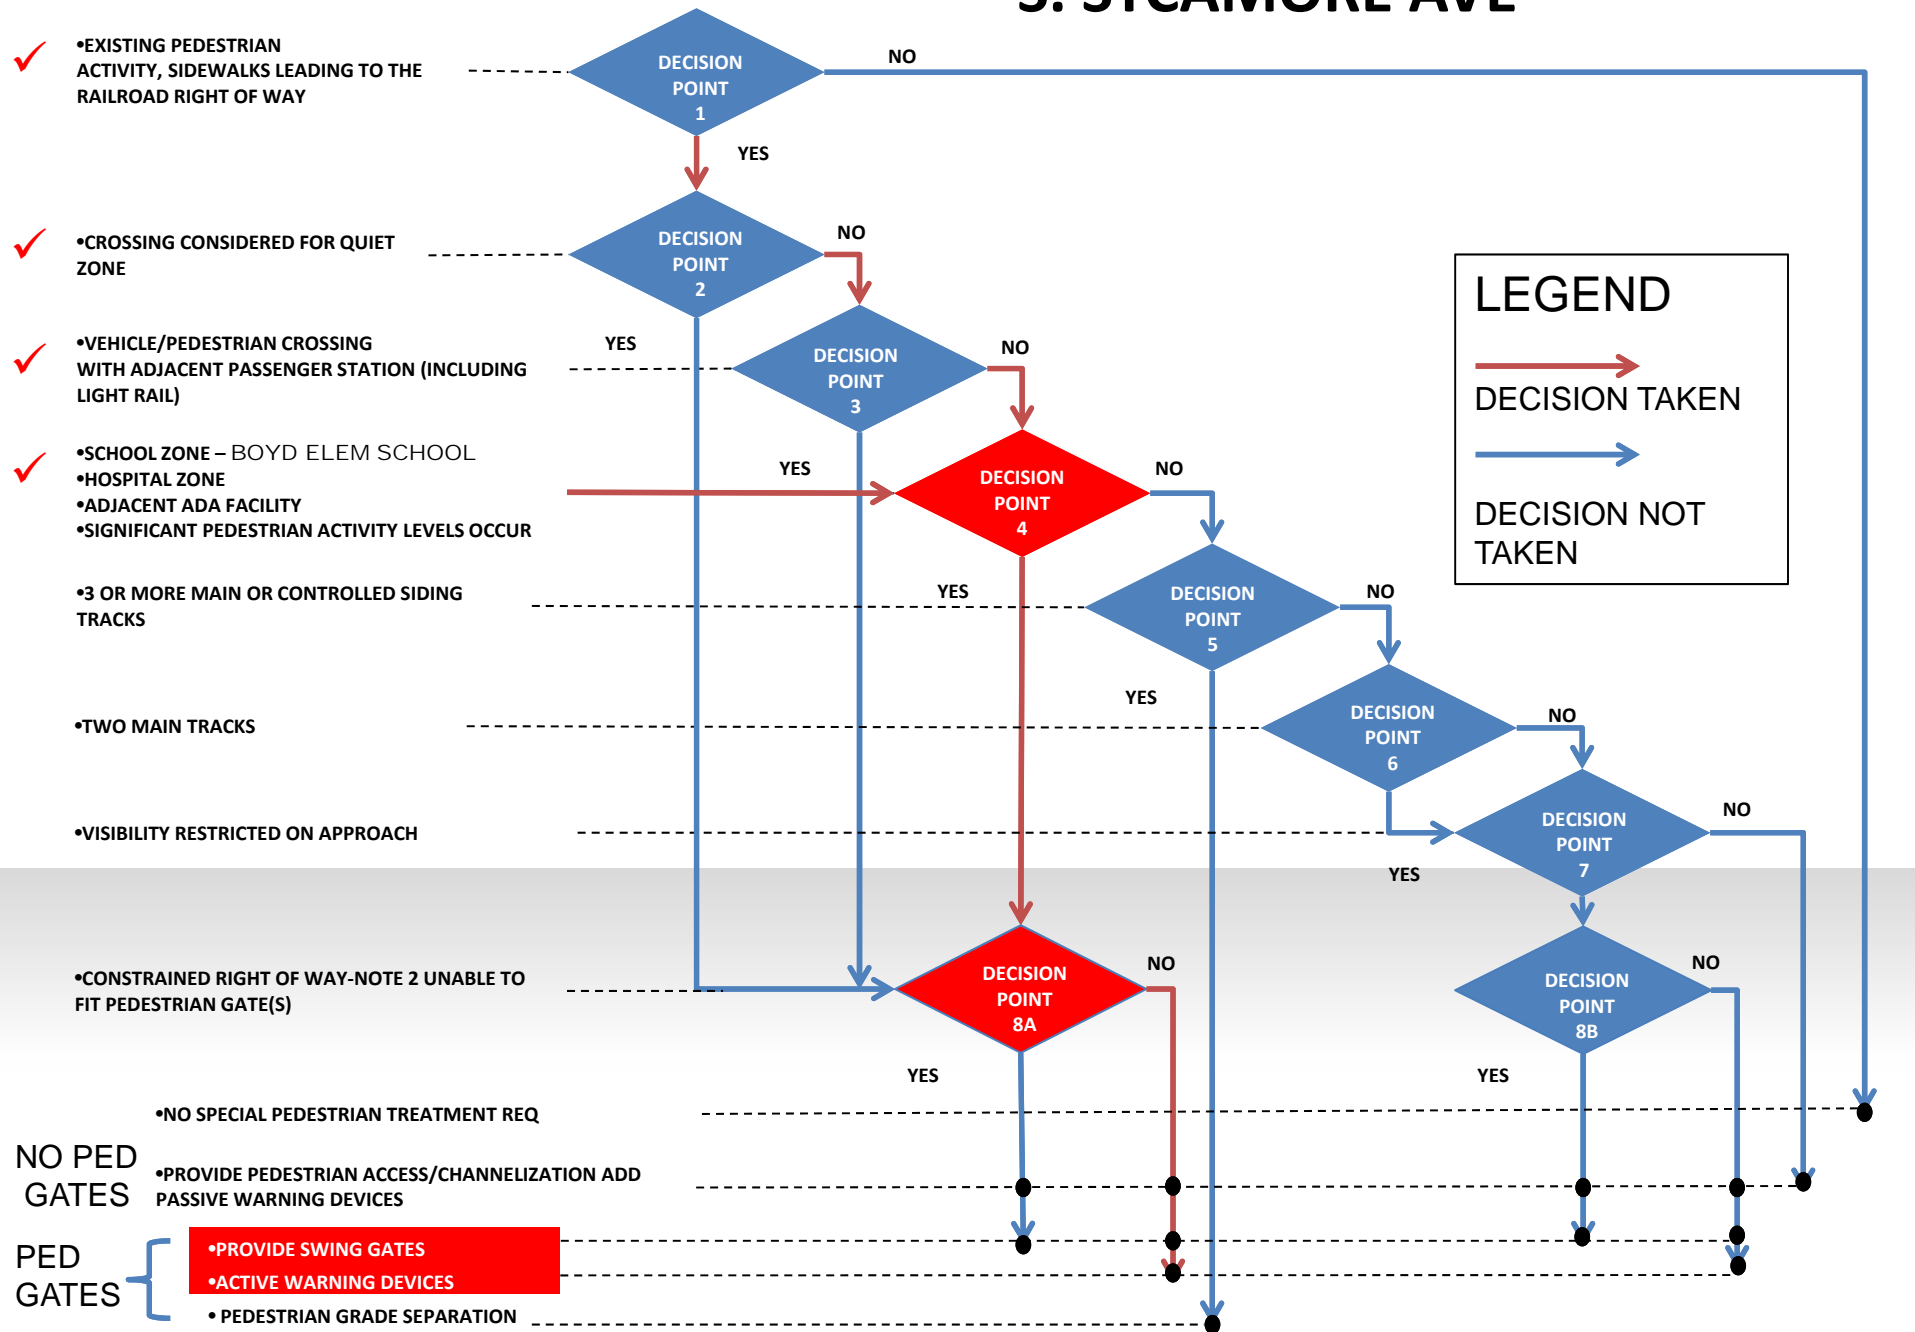 S. SYCAMORE AVE
•EXISTING PEDESTRIAN
ACTIVITY, SIDEWALKS LEADING TO THE
RAILROAD RIGHT OF WAY
DECISION
POINT
1
NO
YES
•CROSSING CONSIDERED FOR QUIET
ZONE
DECISION
POINT
2
NO
•VEHICLE/PEDESTRIAN CROSSING
WITH ADJACENT PASSENGER STATION (INCLUDING
LIGHT RAIL)
YES
DECISION
POINT
3
NO
LEGEND
DECISION TAKEN
DECISION NOT
TAKEN
•SCHOOL ZONE – BOYD ELEM SCHOOL
•HOSPITAL ZONE
•ADJACENT ADA FACILITY
•SIGNIFICANT PEDESTRIAN ACTIVITY LEVELS OCCUR
YES
DECISION
POINT
4
NO
•3 OR MORE MAIN OR CONTROLLED SIDING
TRACKS
YES
DECISION
POINT
5
NO
•TWO MAIN TRACKS
YES
DECISION
POINT
6
NO
•VISIBILITY RESTRICTED ON APPROACH
YES
DECISION
POINT
7
NO
•CONSTRAINED RIGHT OF WAY-NOTE 2 UNABLE TO
FIT PEDESTRIAN GATE(S)
DECISION
POINT
8A
NO
YES
DECISION
POINT
8B
NO
YES
•NO SPECIAL PEDESTRIAN TREATMENT REQ
NO PED
GATES
•PROVIDE PEDESTRIAN ACCESS/CHANNELIZATION ADD
PASSIVE WARNING DEVICES
PED
GATES
•PROVIDE SWING GATES
•ACTIVE WARNING DEVICES
• PEDESTRIAN GRADE SEPARATION